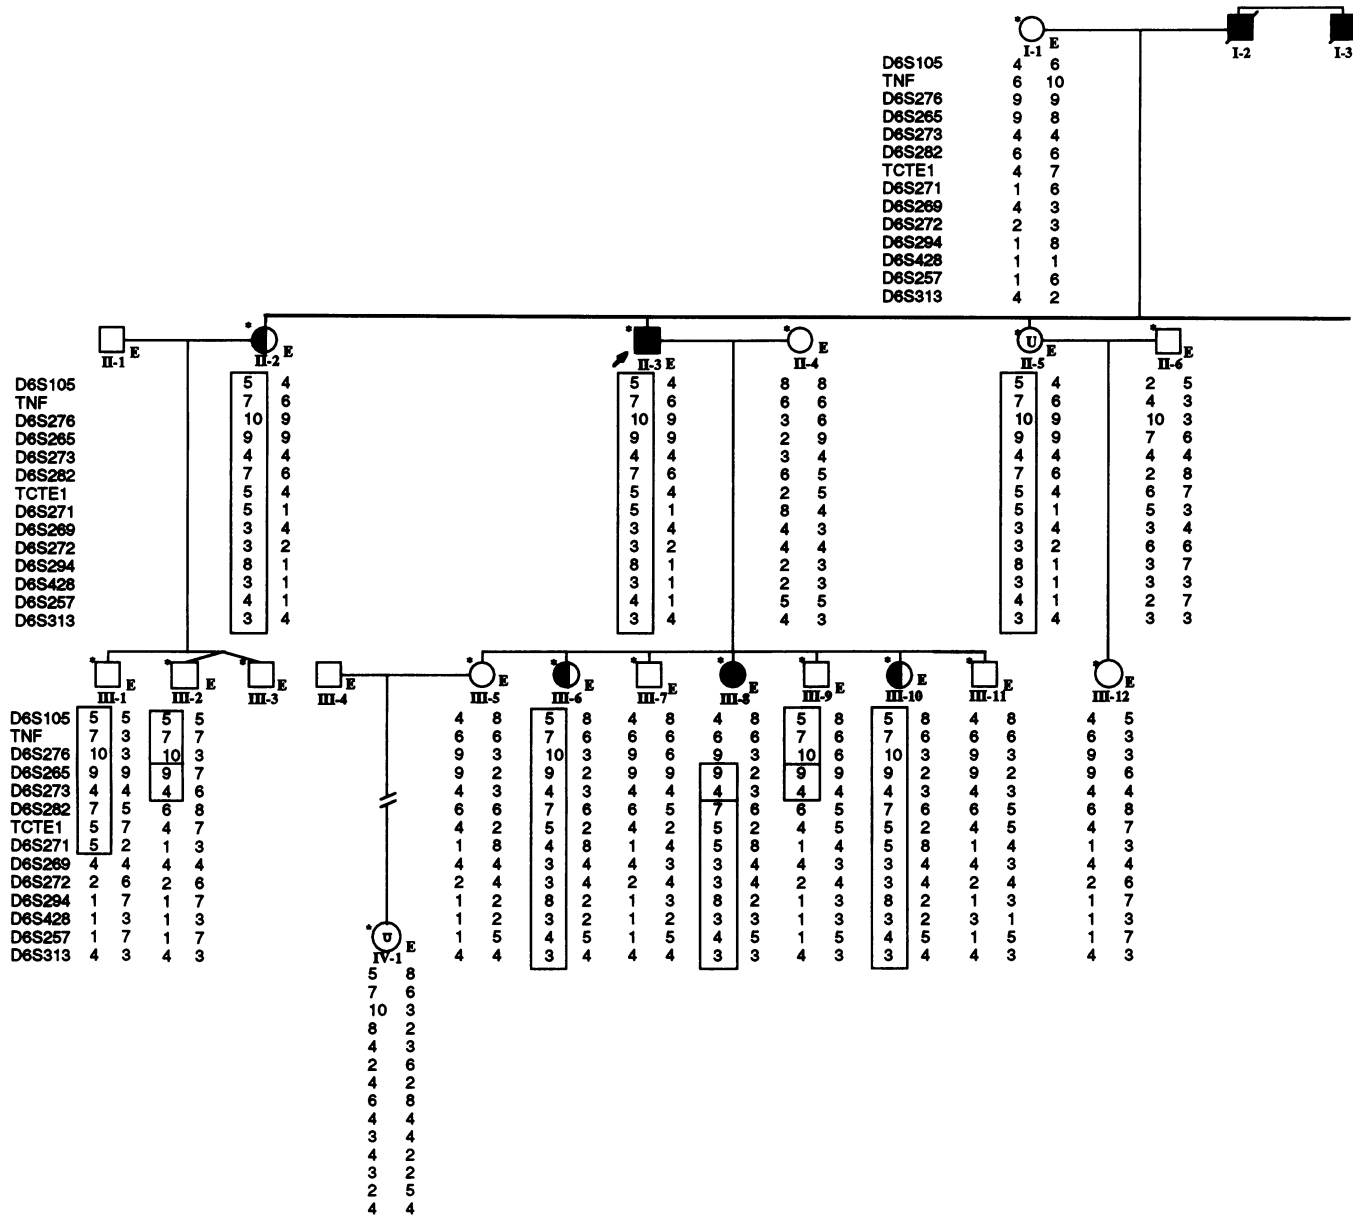 * E
I-1 I-2 I-3
D6S105 4 6
TNF 6 10
D6S276 9 9
D6S265 9 8
D6S273 4 4
D6S282 6 6
TCTE1 4 7
D6S271 1 6
D6S269 4 3
D6S272 2 3
D6S294 1 8
D6S428 1 1
D6S257 1 6
D6S313 4 2
E * E * E * E * U E * E
II-1 II-2 II-3 II-4 II-5 II-6
D6S105 5 4 5 4 8 8 5 4 2 5
TNF 7 6 7 6 6 6 7 6 4 3
D6S276 10 9 10 9 3 6 10 9 10 3
D6S265 9 9 9 9 2 9 9 9 7 6
D6S273 4 4 4 4 3 4 4 4 4 4
D6S282 7 6 7 6 6 5 7 6 2 8
TCTE1 5 4 5 4 2 5 5 4 6 7
D6S271 5 1 5 1 8 4 5 1 5 3
D6S269 3 4 3 4 4 3 3 4 3 4
D6S272 3 2 3 2 4 4 3 2 6 6
D6S294 8 1 8 1 2 3 8 1 3 7
D6S428 3 1 3 1 2 3 3 1 3 3
D6S257 4 1 4 1 5 5 4 1 2 7
D6S313 3 4 3 4 4 3 3 4 3 3
* E * E * E E * E * E * E * E * E * E * E * E
III-1 III-2 III-3 III-4 III-5 III-6 III-7 III-8 III-9 III-10 III-11 III-12
D6S105 5 5 5 5 4 8 5 8 4 8 4 8 5 8 5 8 4 8 4 5
TNF 7 3 7 7 6 6 7 6 6 6 6 6 7 6 7 6 6 6 6 3
D6S276 10 3 10 3 9 3 10 3 9 6 9 3 10 6 10 3 9 3 9 3
D6S265 9 9 9 7 9 2 9 2 9 9 9 2 9 9 9 2 9 2 9 6
D6S273 4 4 4 6 4 3 4 3 4 4 4 3 4 4 4 3 4 3 4 4
D6S282 7 5 6 8 6 6 7 6 6 5 7 6 6 5 7 6 6 5 6 8
TCTE1 5 7 4 7 4 2 5 2 4 2 5 2 4 5 5 2 4 5 4 7
D6S271 5 2 1 3 1 8 4 8 1 4 5 8 1 4 5 8 1 4 1 3
D6S269 4 4 4 4 4 4 3 4 4 3 3 4 4 3 3 4 4 3 4 4
D6S272 2 6 2 6 2 4 3 4 2 4 3 4 2 4 3 4 2 4 2 6
D6S294 1 7 1 7 1 2 8 2 1 3 8 2 1 3 8 2 1 3 1 7
D6S428 1 3 1 3 1 2 3 2 1 2 3 3 1 3 3 2 3 1 1 3
D6S257 1 7 1 7 1 5 4 5 1 5 4 5 1 5 4 5 1 5 1 7
D6S313 4 3 4 3 4 4 3 4 4 4 3 3 4 3 3 4 4 3 4 3
* U E
IV-1
5 8
7 6
10 3
8 2
4 3
2 6
4 2
6 8
4 4
3 4
4 2
3 2
2 5
4 4